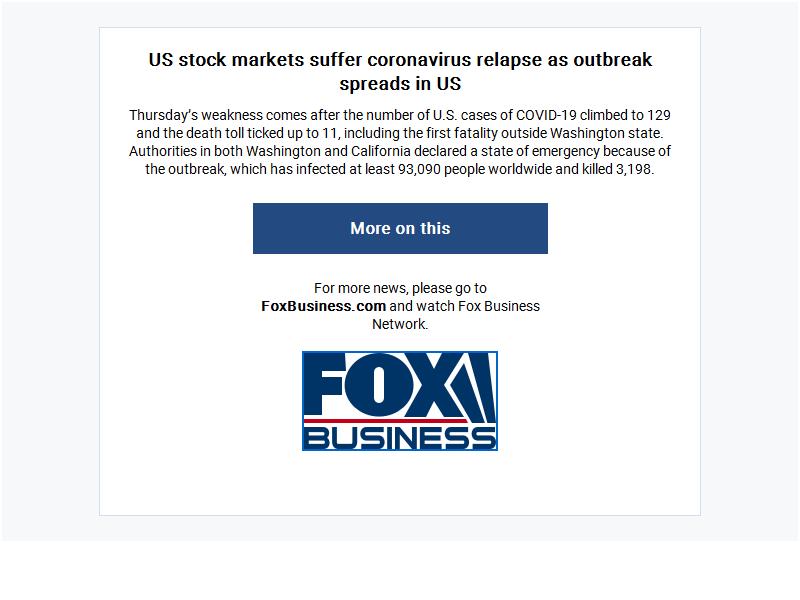 US stock markets suffer coronavirus relapse as outbreak
spreads in US
Thursday's weakness comes after the number of U.S. cases of COVID-19 climbed to 129
and the death toll ticked up to 11, including the first fatality outside Washington state.
Authorities in both Washington and California declared a state of emergency because of
the outbreak, which has infected at least 93,090 people worldwide and killed 3,198.
More on this
For more news, please go to
FoxBusiness.com and watch Fox Business
Network.
FOX
BUSINESS